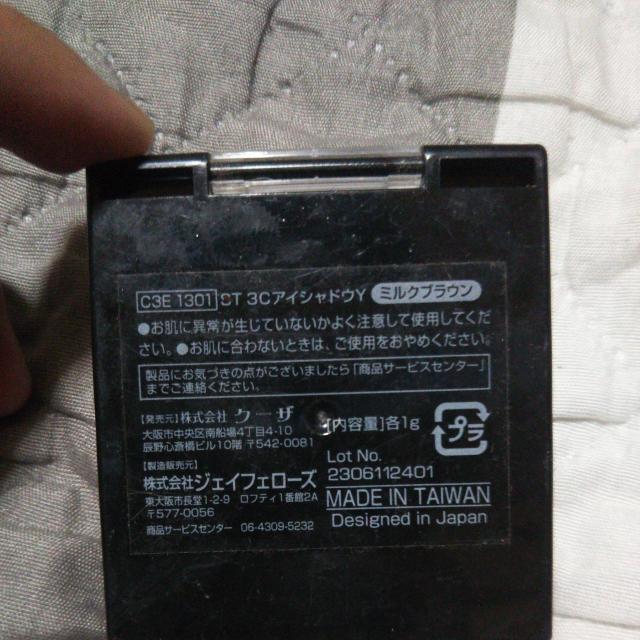 C3E 1301 CT 3CアイシャドウY ミルクブラウン
●お肌に異常が生じていないかよく注意して使用してくだ
さい。●お肌に合わないときは、ご使用をおやめください。
製品にお気づきの点がございましたら「商品サービスセンター」
までご連絡ください。
【発売元】株式会社 クーザ
大阪市中央区南船場4丁目4-10
辰野心斎橋ビル10階 〒542-0081
【製造販売元】
株式会社ジェイフェローズ
東大阪市長堂1-2-9 ロフティ1番館2A
〒577-0056
商品サービスセンター 06-4309-5232
[内容量]各1g
プラ
Lot No.
2306112401
MADE IN TAIWAN
Designed in Japan